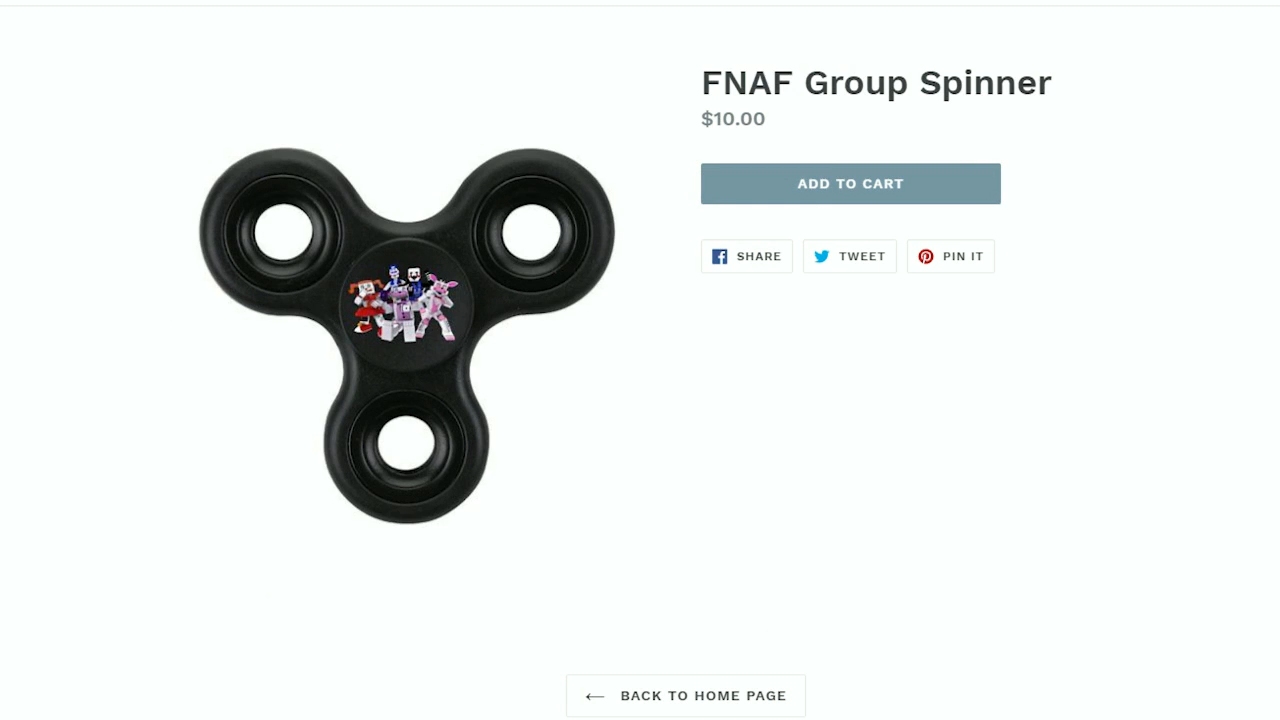 FNAF Group Spinner
$10.00
ADD TO CART
SHARE TWEET PIN IT
BACK TO HOME PAGE